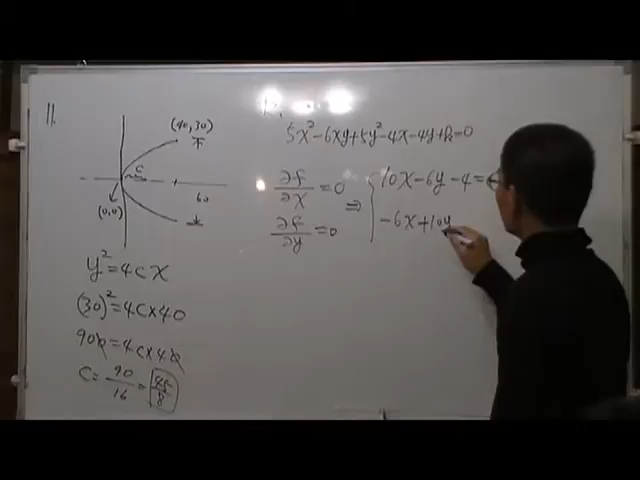 11.
(40,30)
c
60
(0,0)
y²=4cx
(30)²=4c×40
900=4c×40
c=90/16=45/8
12.
5x²-6xy+5y²-4x-4y+k=0
∂f/∂x=0
∂f/∂y=0
⇒
10x-6y-4=
-6x+10y